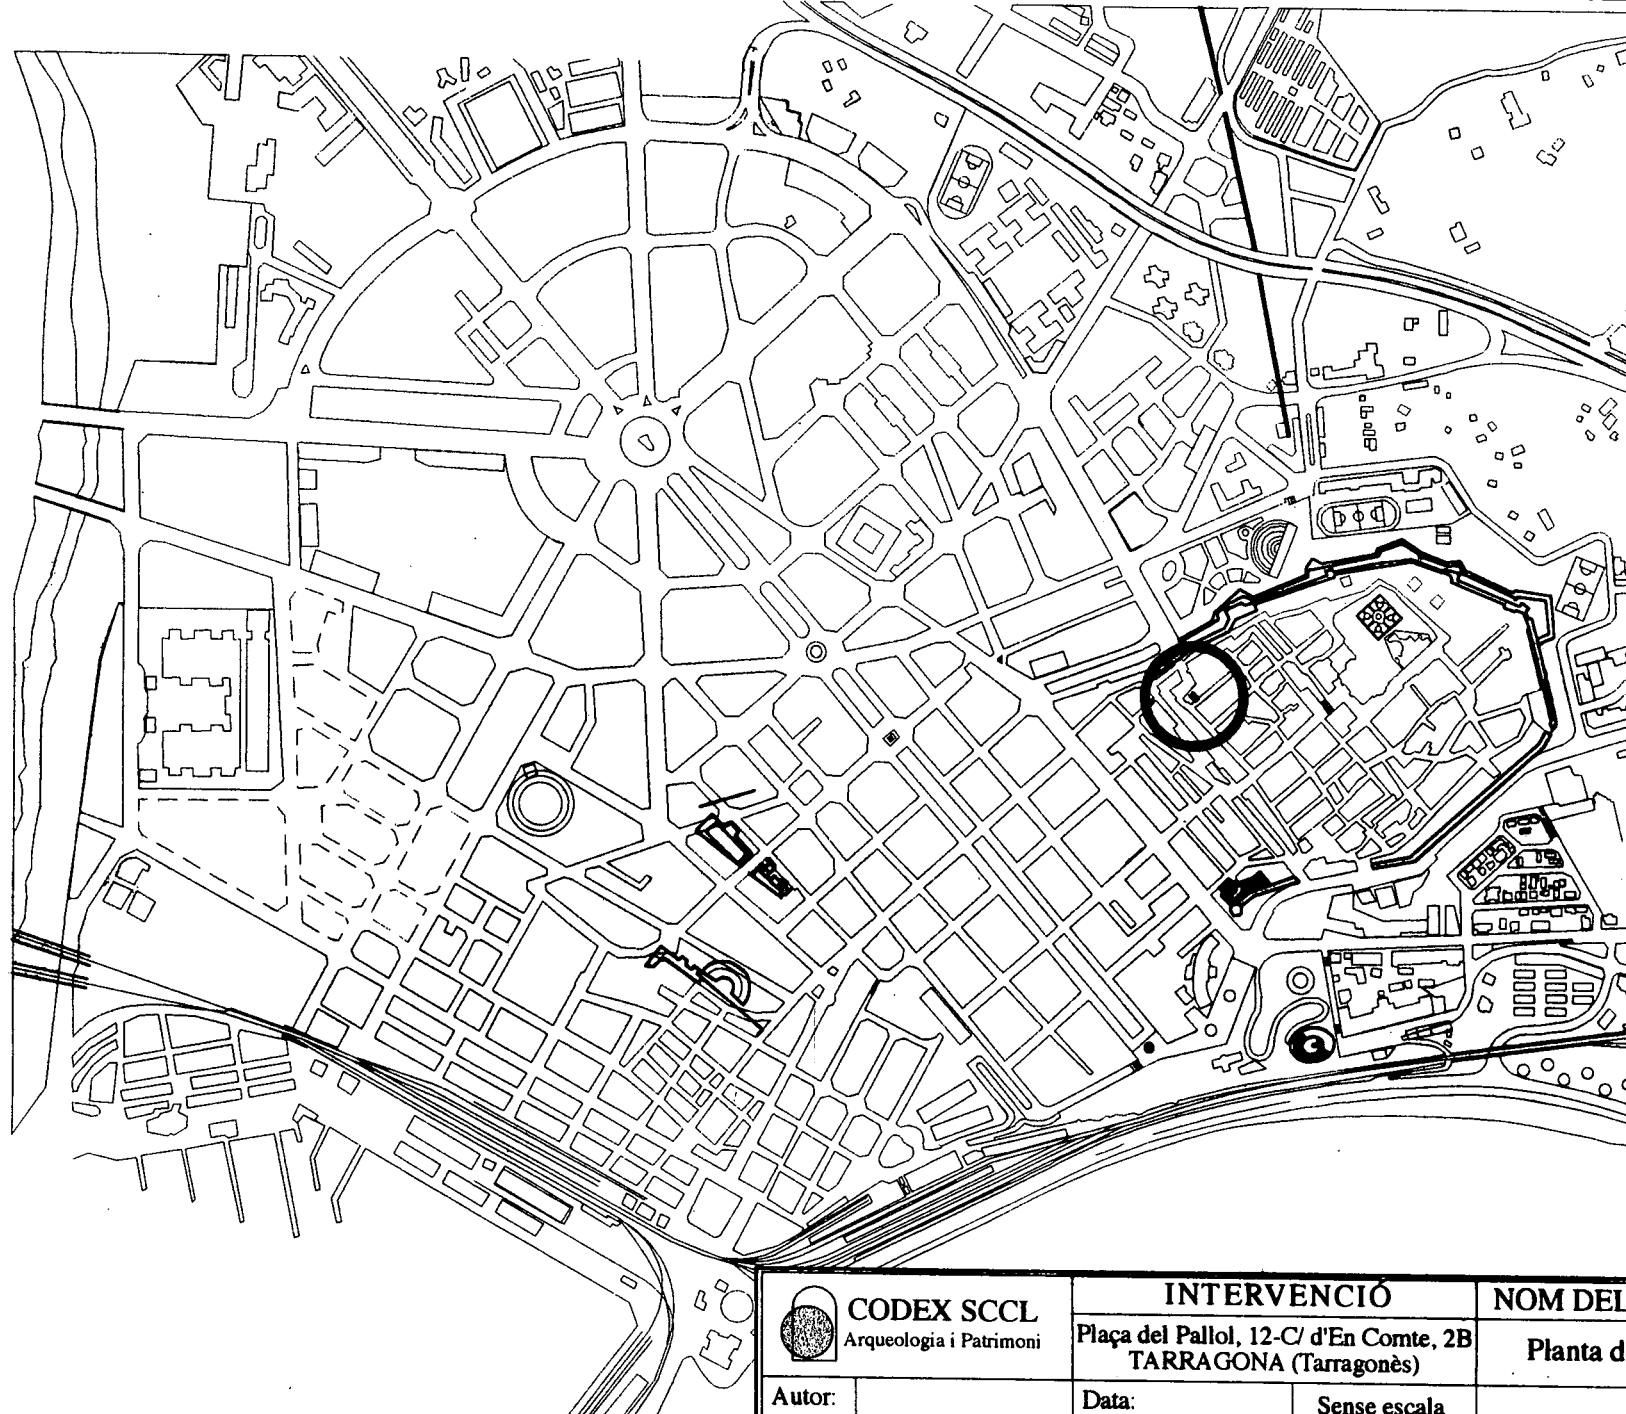 CODEX SCCL
Arqueologia i Patrimoni
INTERVENCIÓ
Plaça del Pallol, 12-C/ d'En Comte, 2B
TARRAGONA (Tarragonès)
NOM DEL
Planta d
Autor:
Data:
Sense escala